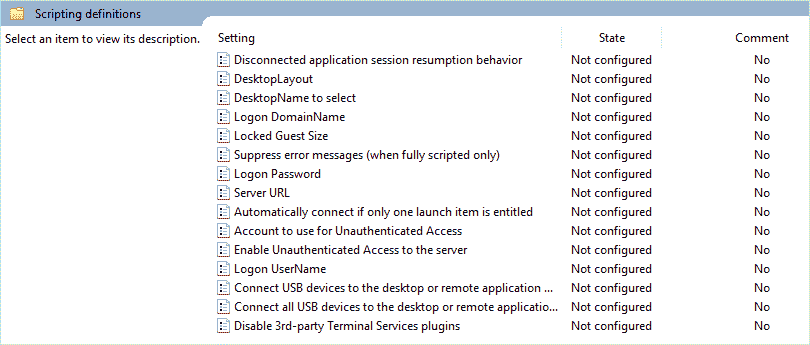 Scripting definitions
Select an item to view its description.
Setting State Comment
Disconnected application session resumption behavior Not configured No
DesktopLayout Not configured No
DesktopName to select Not configured No
Logon DomainName Not configured No
Locked Guest Size Not configured No
Suppress error messages (when fully scripted only) Not configured No
Logon Password Not configured No
Server URL Not configured No
Automatically connect if only one launch item is entitled Not configured No
Account to use for Unauthenticated Access Not configured No
Enable Unauthenticated Access to the server Not configured No
Logon UserName Not configured No
Connect USB devices to the desktop or remote application ... Not configured No
Connect all USB devices to the desktop or remote applicatio... Not configured No
Disable 3rd-party Terminal Services plugins Not configured No